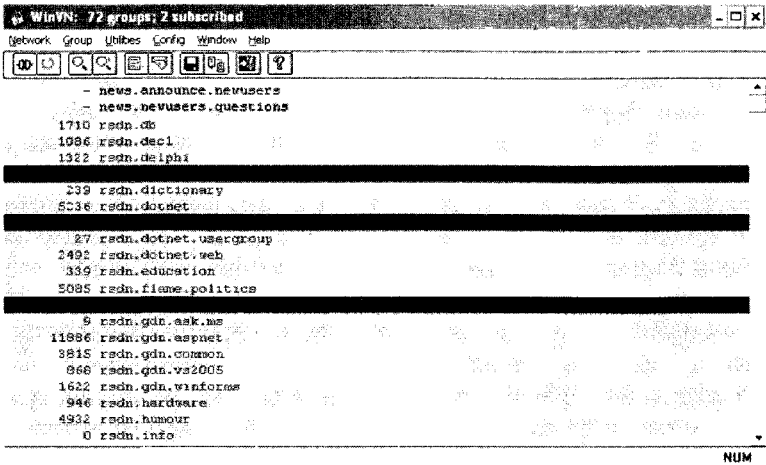 WinVN: 72 groups; 2 subscribed
Network Group Utilities Config Window Help
- news.announce.newusers
- news.newusers.questions
1710 rsdn.db
1086 rsdn.decl
1322 rsdn.delphi
239 rsdn.dictionary
5036 rsdn.dotnet
27 rsdn.dotnet.usergroup
2492 rsdn.dotnet.web
339 rsdn.education
5085 rsdn.flame.politics
9 rsdn.gdn.ask.ms
11886 rsdn.gdn.aspnet
3815 rsdn.gdn.common
868 rsdn.gdn.vs2005
1622 rsdn.gdn.winforms
946 rsdn.hardware
4932 rsdn.humour
0 rsdn.info
NUM